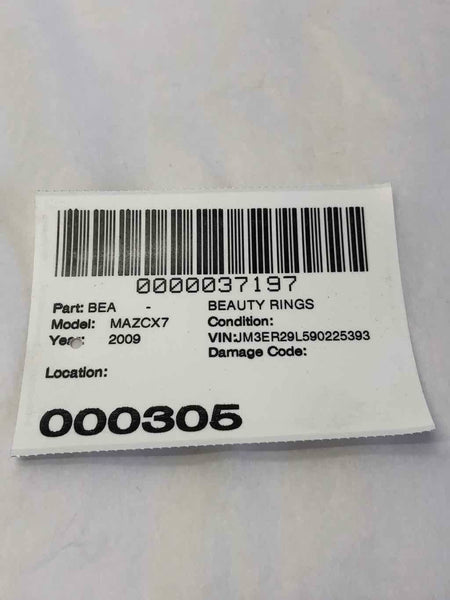 0000037197
Part: BEA - BEAUTY RINGS
Model: MAZCX7 Condition:
Year: 2009 VIN:JM3ER29L590225393
Damage Code:
Location:
000305